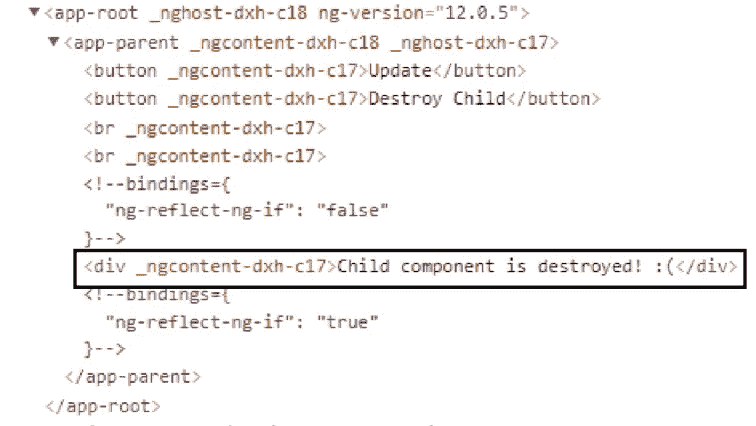 ▼<app-root _nghost-dxh-c18 ng-version="12.0.5">
▼<app-parent _ngcontent-dxh-c18 _nghost-dxh-c17>
<button _ngcontent-dxh-c17>Update</button>
<button _ngcontent-dxh-c17>Destroy Child</button>
<br _ngcontent-dxh-c17>
<br _ngcontent-dxh-c17>
<!--bindings={
"ng-reflect-ng-if": "false"
}-->
<div _ngcontent-dxh-c17>Child component is destroyed! :(</div>
<!--bindings={
"ng-reflect-ng-if": "true"
}-->
</app-parent>
</app-root>